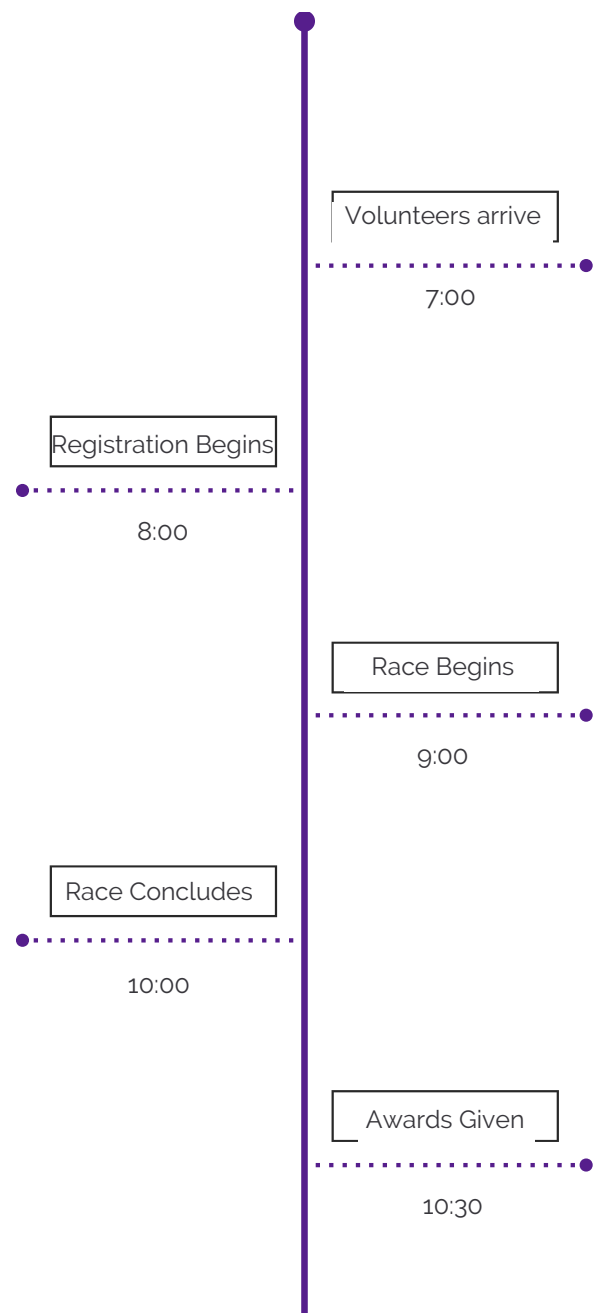 Volunteers arrive
7:00
Registration Begins
8:00
Race Begins
9:00
Race Concludes
10:00
Awards Given
10:30